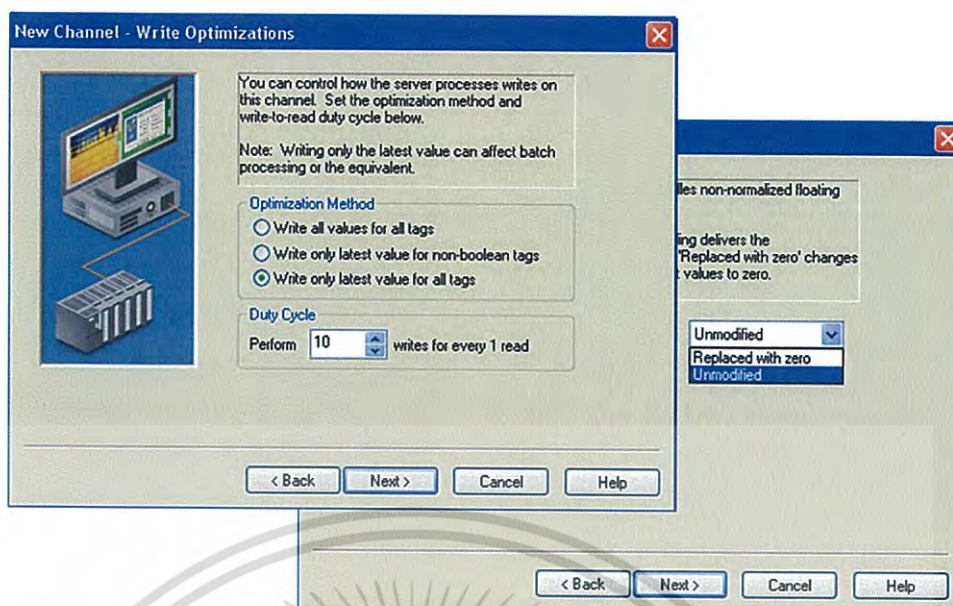 New Channel - Write Optimizations
You can control how the server processes writes on
this channel. Set the optimization method and
write-to-read duty cycle below.
Note: Writing only the latest value can affect batch
processing or the equivalent.
Optimization Method
Write all values for all tags
Write only latest value for non-boolean tags
Write only latest value for all tags
Duty Cycle
Perform 10 writes for every 1 read
< Back Next > Cancel Help
non-normalized floating
delivers the
'Replaced with zero' changes
values to zero.
Unmodified
Replaced with zero
Unmodified
< Back Next > Cancel Help